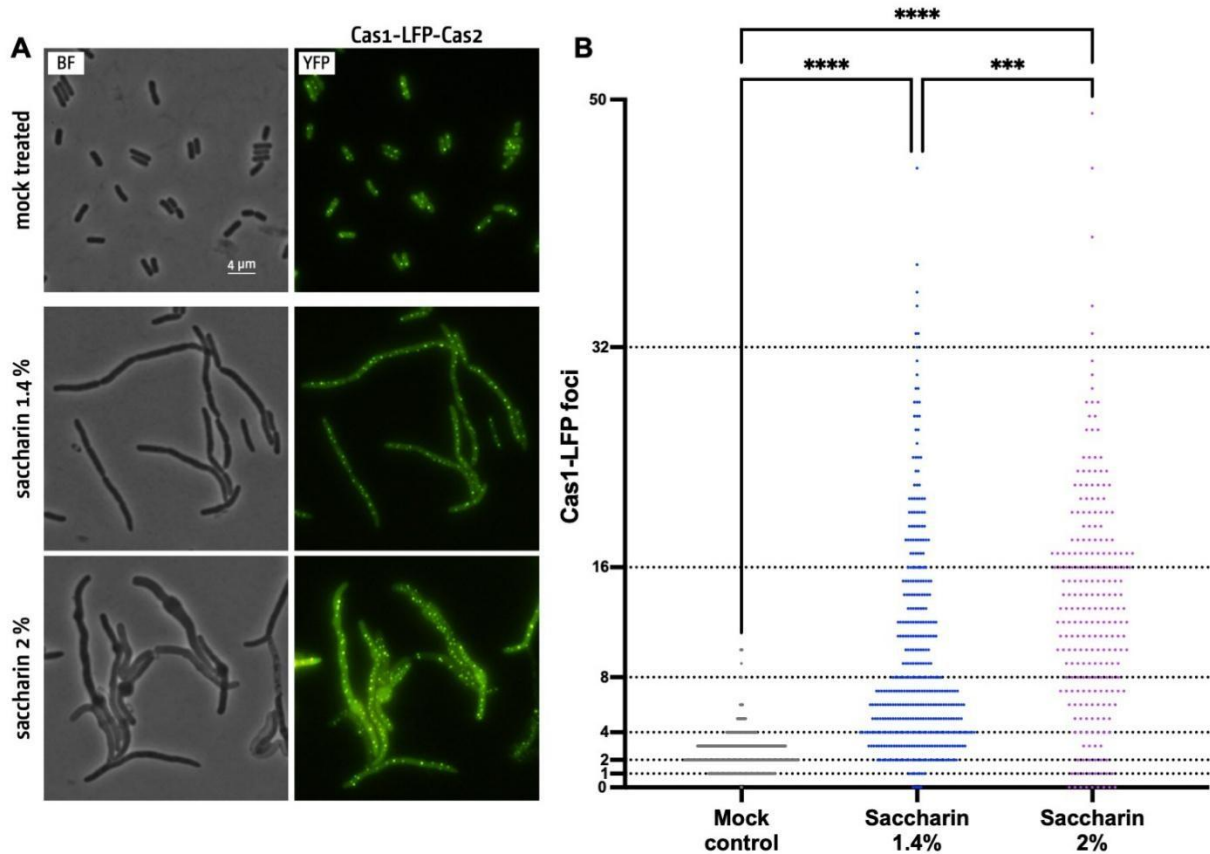 A
Cas1-LFP-Cas2
BF
YFP
mock treated
4 µm
saccharin 1.4 %
saccharin 2 %
B
****
****
***
50
32
16
8
4
2
1
0
Cas1-LFP foci
Mock
control
Saccharin
1.4%
Saccharin
2%